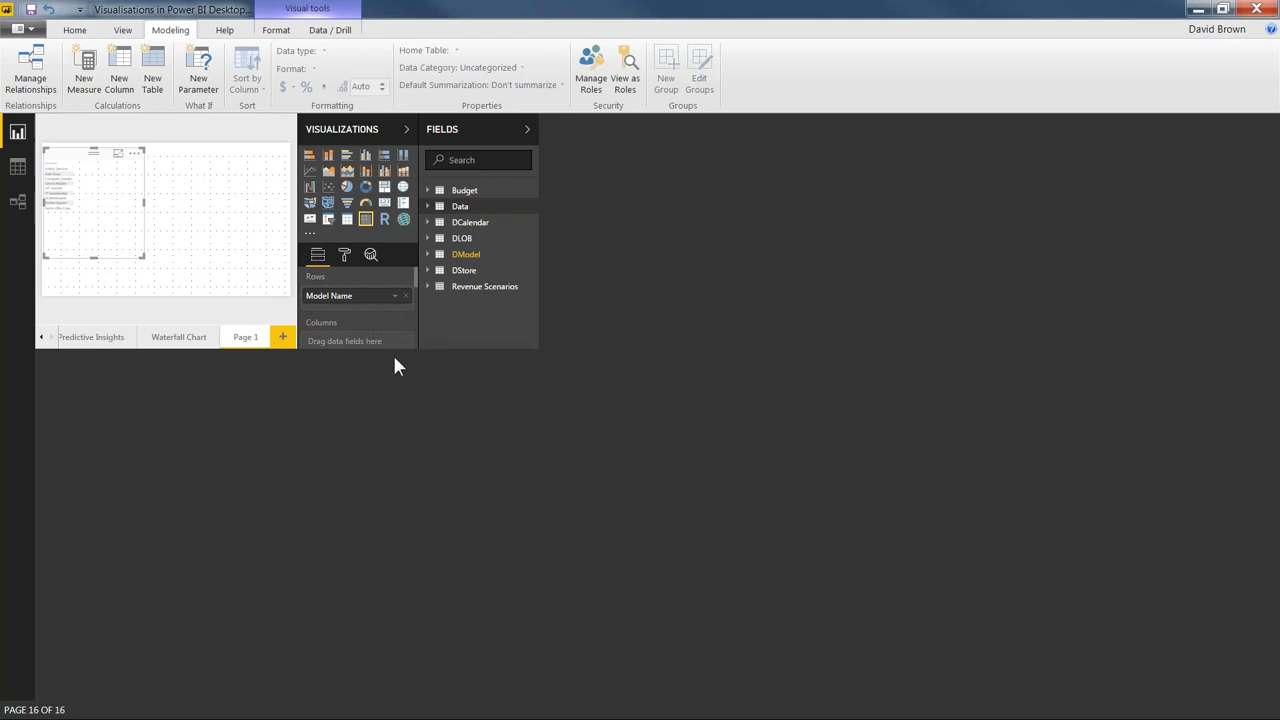 Visualisations in Power BI Desktop...
Visual tools
Home
View
Modeling
Help
Format
Data / Drill
David Brown
Manage
Relationships
New
Measure
New
Column
New
Table
New
Parameter
Sort by
Column
Data type:
Format:
$ % , Auto
Home Table:
Data Category: Uncategorized
Default Summarization: Don't summarize
Manage
Roles
View as
Roles
New
Group
Edit
Groups
Relationships
Calculations
What If
Sort
Formatting
Properties
Security
Groups
VISUALIZATIONS
FIELDS
Search
Budget
Data
DCalendar
DLOB
DModel
DStore
Revenue Scenarios
R
Rows
Model Name
Columns
Drag data fields here
Predictive Insights
Waterfall Chart
Page 1
PAGE 16 OF 16